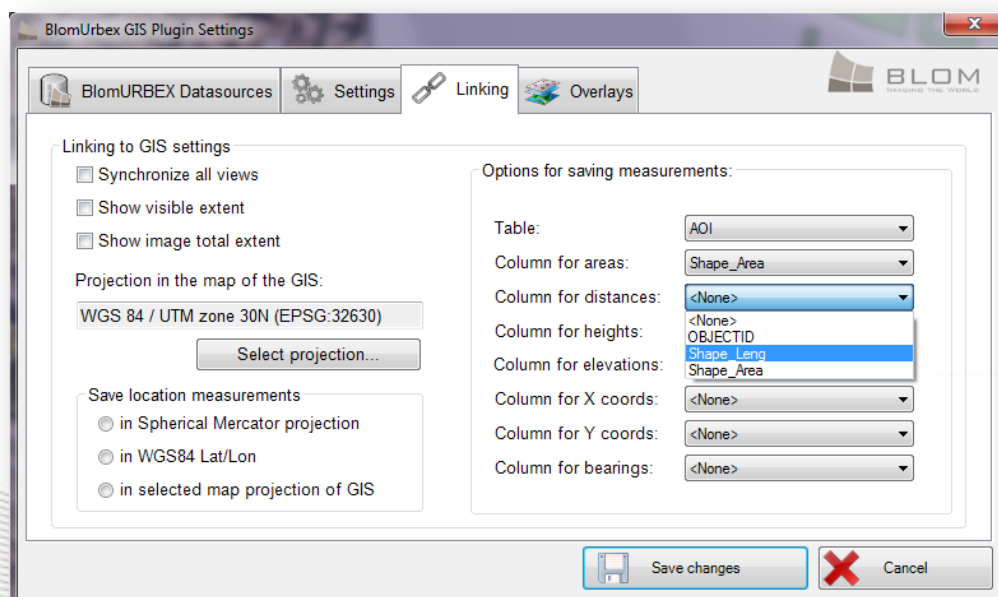 BlomUrbex GIS Plugin Settings
BlomURBEX Datasources
Settings
Linking
Overlays
BLOM
IMAGING THE WORLD
Linking to GIS settings
Synchronize all views
Show visible extent
Show image total extent
Projection in the map of the GIS:
WGS 84 / UTM zone 30N (EPSG:32630)
Select projection...
Save location measurements
in Spherical Mercator projection
in WGS84 Lat/Lon
in selected map projection of GIS
Options for saving measurements:
Table: AOI
Column for areas: Shape_Area
Column for distances: <None>
<None>
OBJECTID
Shape_Leng
Shape_Area
Column for heights:
Column for elevations:
Column for X coords: <None>
Column for Y coords: <None>
Column for bearings: <None>
Save changes
Cancel